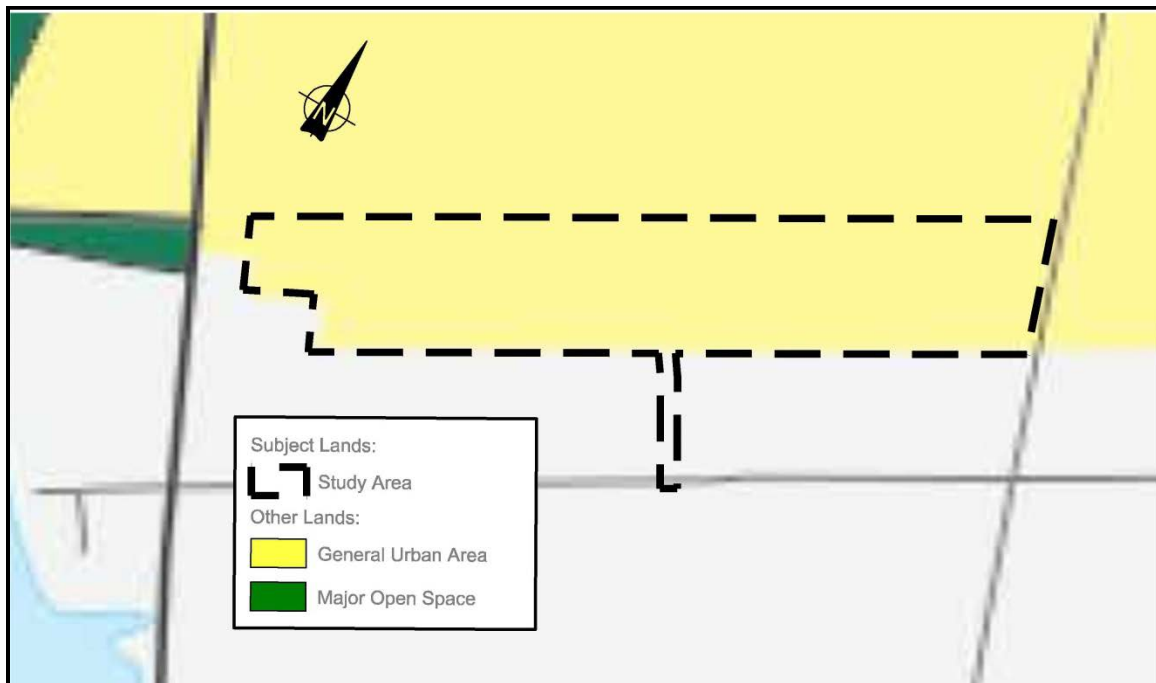 N
Subject Lands:
Study Area
Other Lands:
General Urban Area
Major Open Space